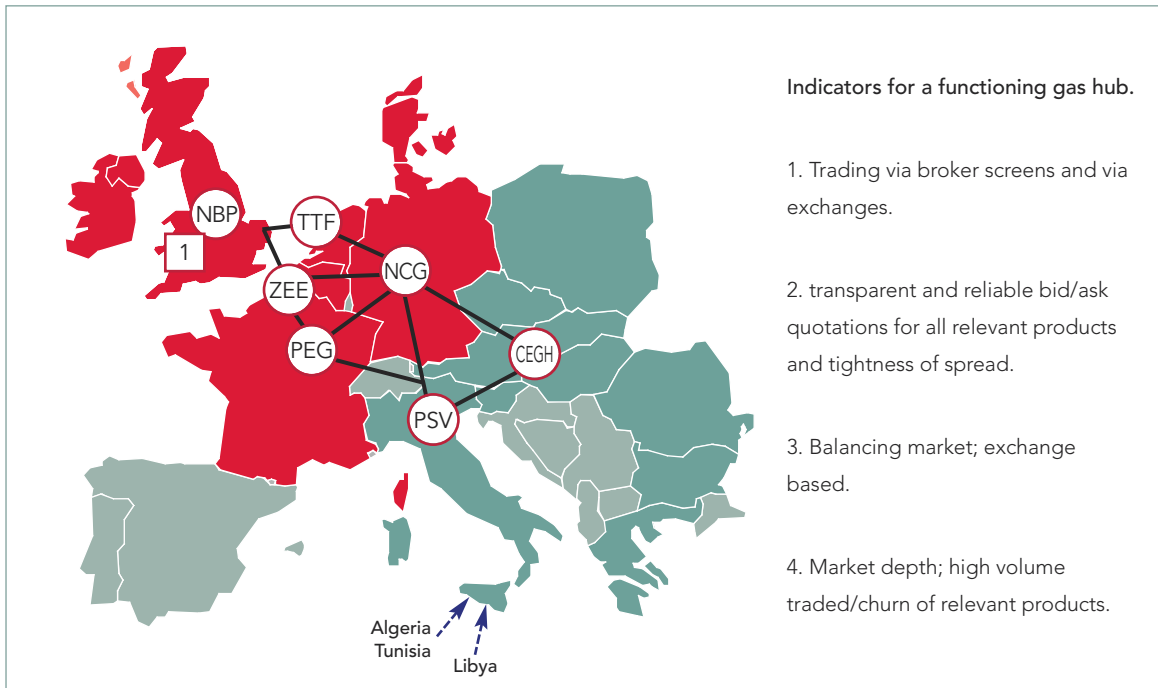 Indicators for a functioning gas hub.
1. Trading via broker screens and via
exchanges.
2. transparent and reliable bid/ask
quotations for all relevant products
and tightness of spread.
3. Balancing market; exchange
based.
4. Market depth; high volume
traded/churn of relevant products.
NBP
TTF
1
ZEE
NCG
PEG
CEGH
PSV
Algeria
Tunisia
Libya